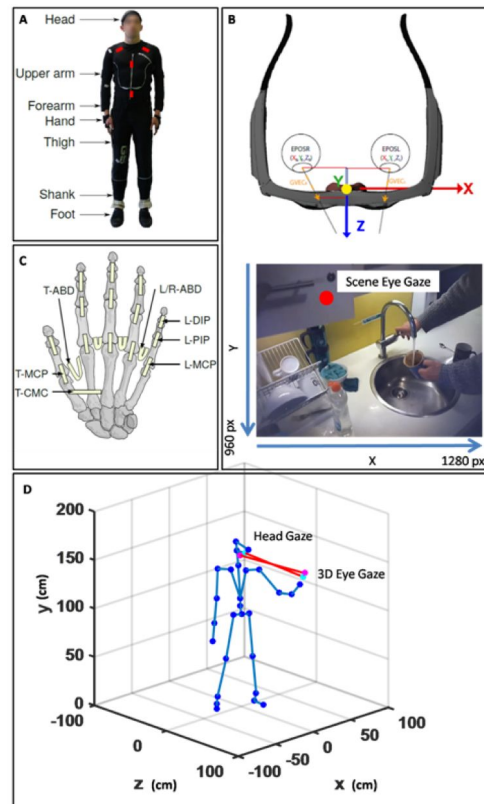 A
Head
Upper arm
Forearm
Hand
Thigh
Shank
Foot
B
EPOSR
EPOSL
Y
X
Z
C
T-ABD
L/R-ABD
L-DIP
L-PIP
L-MCP
T-MCP
T-CMC
Scene Eye Gaze
Y
960 px
X
1280 px
D
Head Gaze
3D Eye Gaze
200
150
100
50
0
y (cm)
-100
0
100
z (cm)
-100
-50
0
50
100
x (cm)